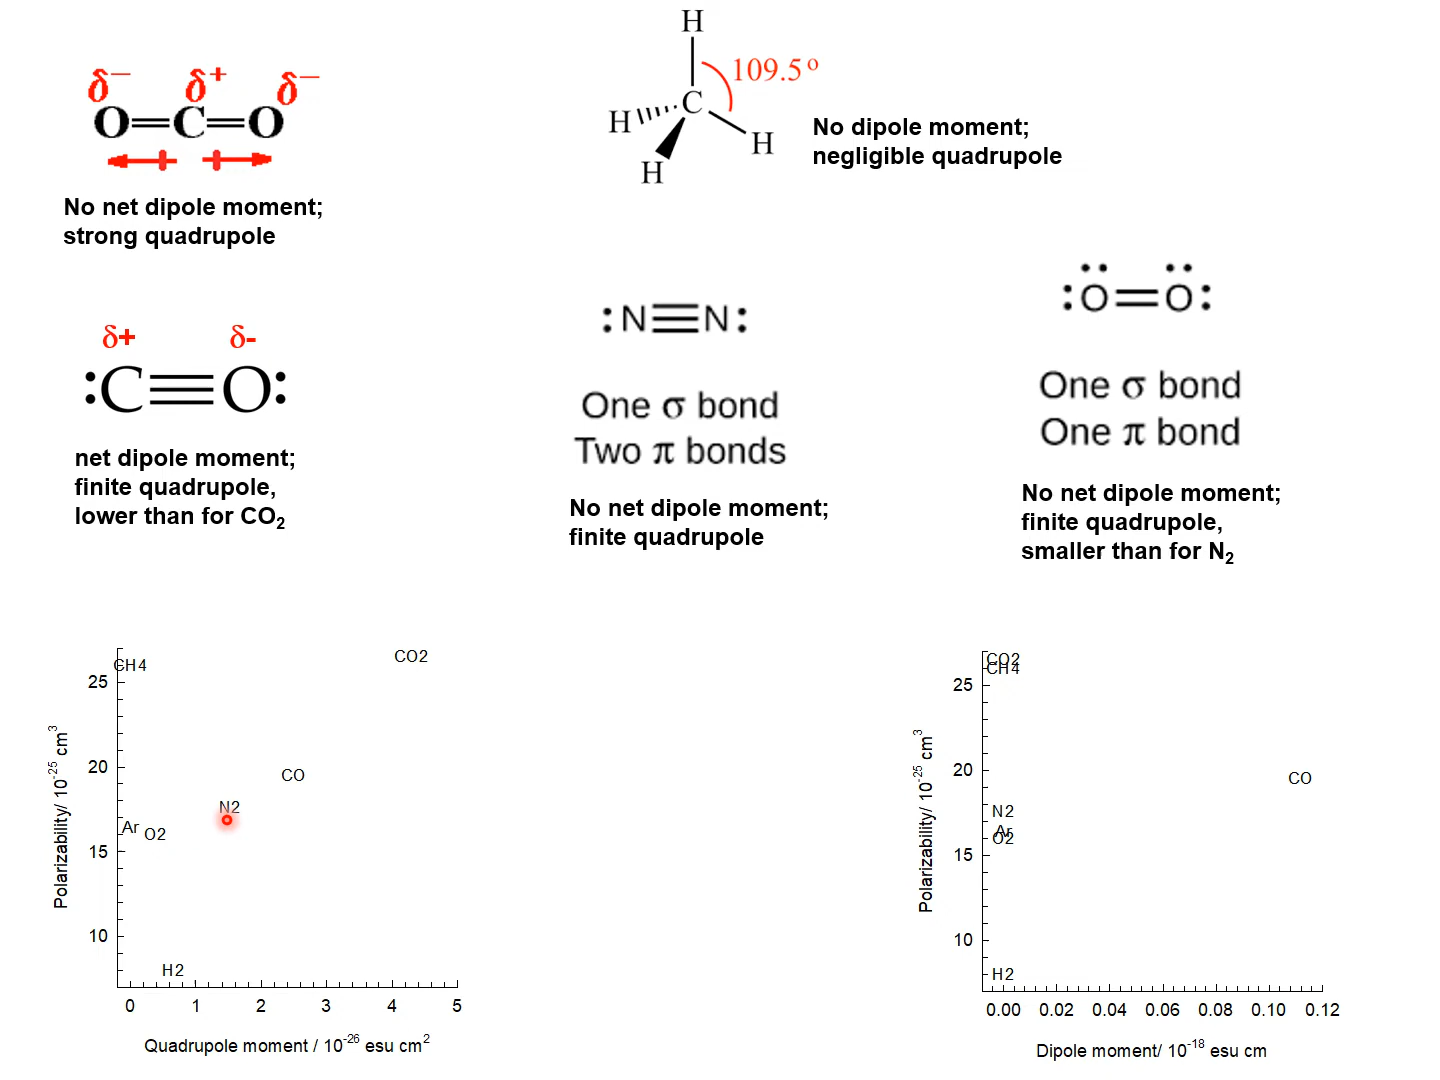 δ− δ+ δ−
O=C=O
No net dipole moment;
strong quadrupole
H
109.5°
C
H
H
H
No dipole moment;
negligible quadrupole
δ+ δ-
:C≡O:
net dipole moment;
finite quadrupole,
lower than for CO2
:N≡N:
One σ bond
Two π bonds
No net dipole moment;
finite quadrupole
:O=O:
One σ bond
One π bond
No net dipole moment;
finite quadrupole,
smaller than for N2
Polarizability/ 10-25 cm3
25
20
15
10
CH4
CO2
CO
N2
Ar
O2
H2
0 1 2 3 4 5
Quadrupole moment / 10-26 esu cm2
Polarizability/ 10-25 cm3
25
20
15
10
CO2
CH4
CO
N2
Ar
O2
H2
0.00 0.02 0.04 0.06 0.08 0.10 0.12
Dipole moment/ 10-18 esu cm